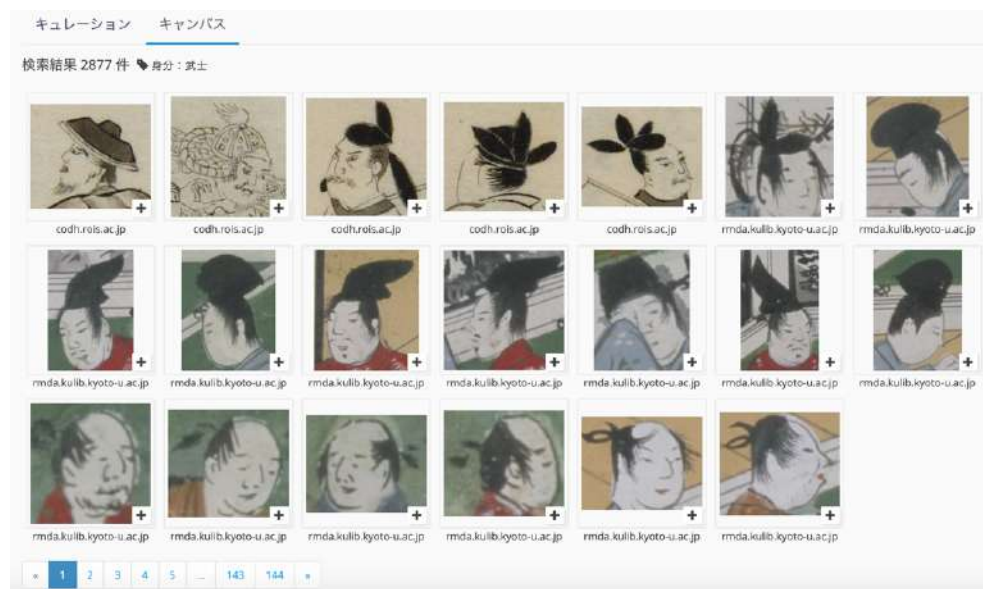 キュレーション キャンバス
検索結果 2877 件 身分：武士
codh.rois.ac.jp codh.rois.ac.jp codh.rois.ac.jp codh.rois.ac.jp codh.rois.ac.jp rmda.kulib.kyoto-u.ac.jp rmda.kulib.kyoto-u.ac.jp
rmda.kulib.kyoto-u.ac.jp rmda.kulib.kyoto-u.ac.jp rmda.kulib.kyoto-u.ac.jp rmda.kulib.kyoto-u.ac.jp rmda.kulib.kyoto-u.ac.jp rmda.kulib.kyoto-u.ac.jp rmda.kulib.kyoto-u.ac.jp
rmda.kulib.kyoto-u.ac.jp rmda.kulib.kyoto-u.ac.jp rmda.kulib.kyoto-u.ac.jp rmda.kulib.kyoto-u.ac.jp rmda.kulib.kyoto-u.ac.jp rmda.kulib.kyoto-u.ac.jp
« 1 2 3 4 5 ... 143 144 »